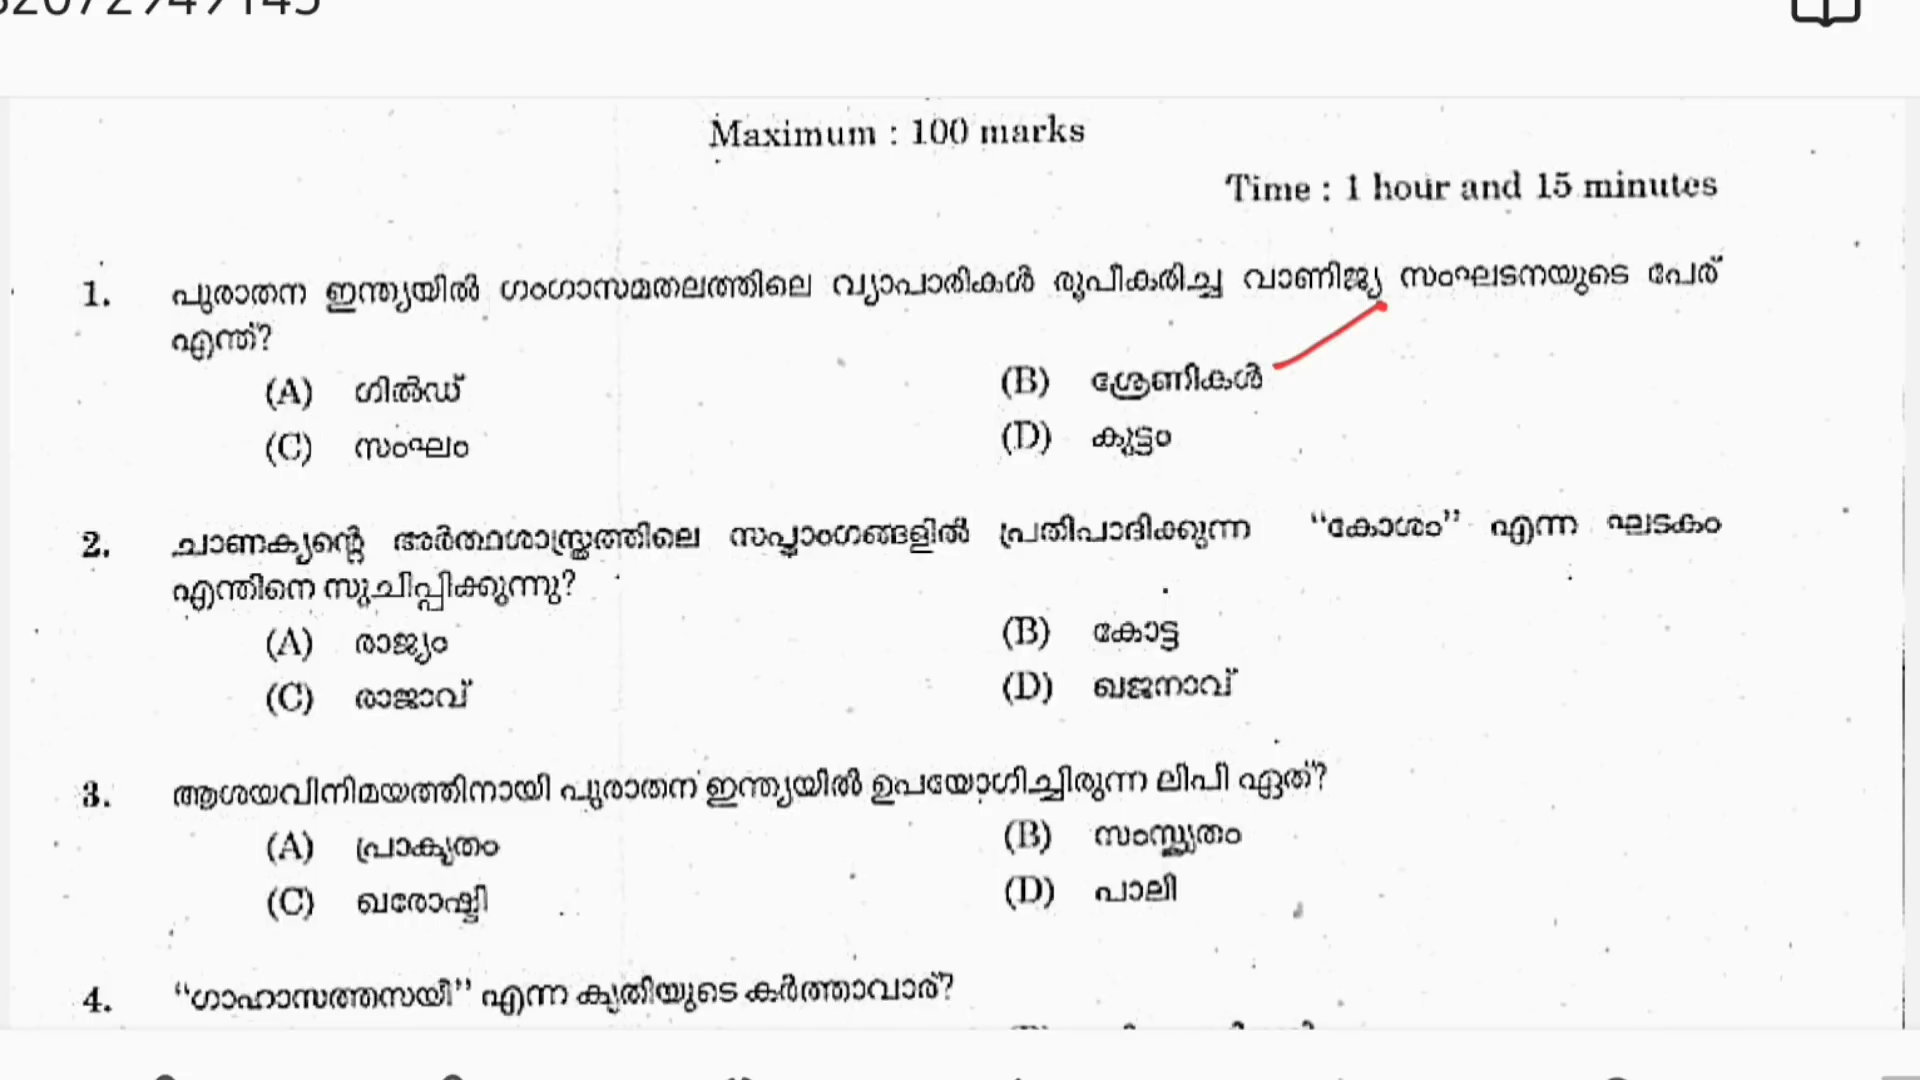 Maximum : 100 marks
Time : 1 hour and 15 minutes
1. പുരാതന ഇന്ത്യയിൽ ഗംഗാസമതലത്തിലെ വ്യാപാരികൾ രൂപീകരിച്ച വാണിജ്യ സംഘടനയുടെ പേര്
എന്ത്?
(A) ഗിൽഡ് (B) ശ്രേണികൾ
(C) സംഘം (D) കൂട്ടം
2. ചാണക്യന്റെ അർത്ഥശാസ്ത്രത്തിലെ സപ്താംഗങ്ങളിൽ പ്രതിപാദിക്കുന്ന “കോശം” എന്ന ഘടകം
എന്തിനെ സൂചിപ്പിക്കുന്നു?
(A) രാജ്യം (B) കോട്ട
(C) രാജാവ് (D) ഖജനാവ്
3. ആശയവിനിമയത്തിനായി പുരാതന ഇന്ത്യയിൽ ഉപയോഗിച്ചിരുന്ന ലിപി ഏത്?
(A) പ്രാകൃതം (B) സംസ്കൃതം
(C) ഖരോഷ്ടി (D) പാലി
4. “ഗാഹാസത്തസയീ” എന്ന കൃതിയുടെ കർത്താവാര്?